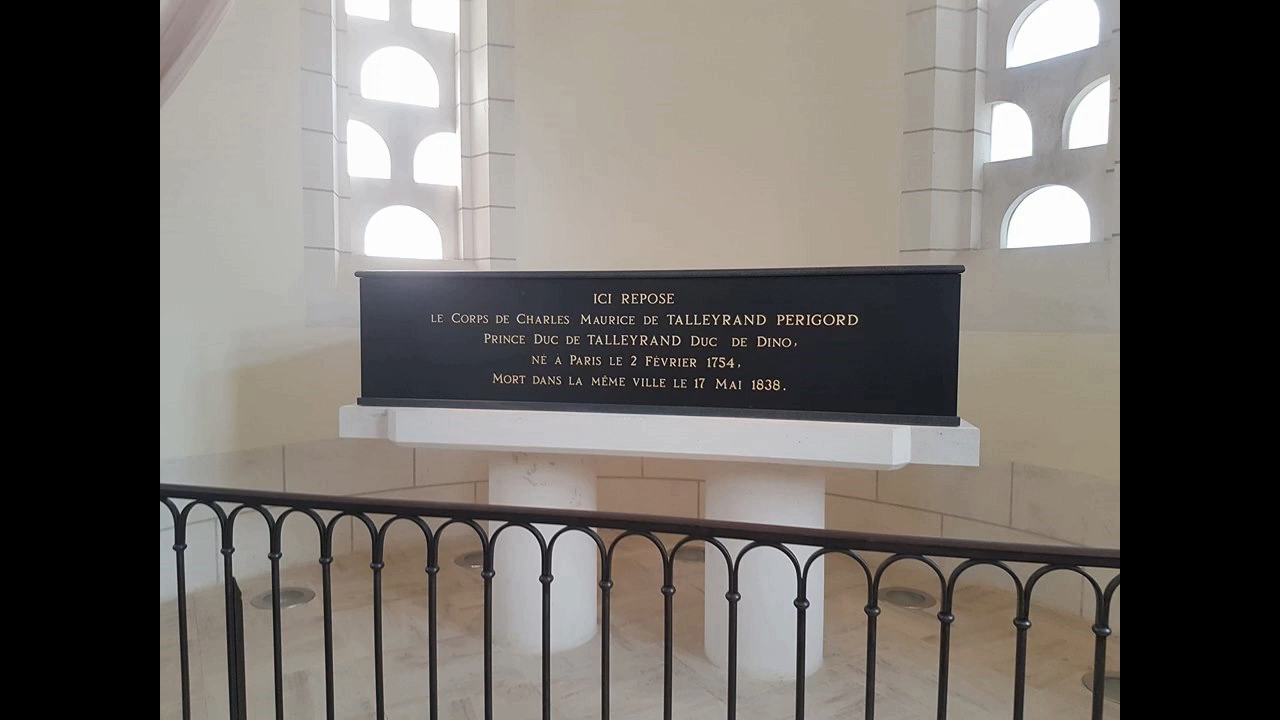 ICI REPOSE
LE CORPS DE CHARLES MAURICE DE TALLEYRAND PERIGORD
PRINCE DUC DE TALLEYRAND DUC DE DINO,
NÉ A PARIS LE 2 FÉVRIER 1754,
MORT DANS LA MÊME VILLE LE 17 MAI 1838.